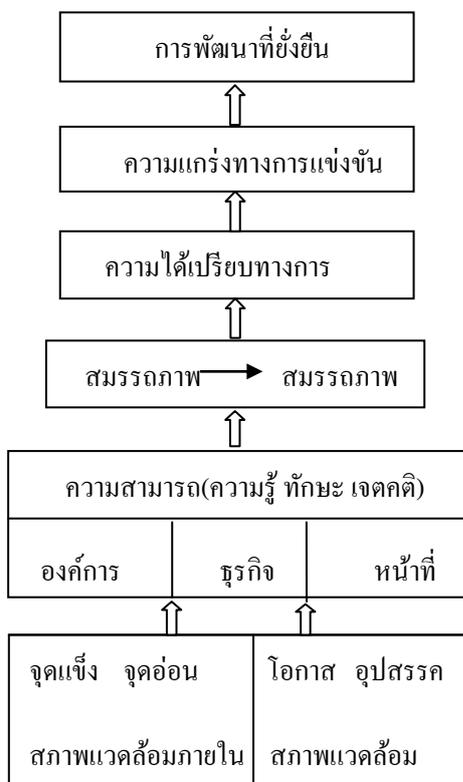 การพัฒนาที่ยั่งยืน
ความแกร่งทางการแข่งขัน
ความได้เปรียบทางการ
สมรรถภาพ สมรรถภาพ
ความสามารถ(ความรู้ ทักษะ เจตคติ)
องค์การ ธุรกิจ หน้าที่
จุดแข็ง จุดอ่อน โอกาส อุปสรรค
สภาพแวดล้อมภายใน สภาพแวดล้อม